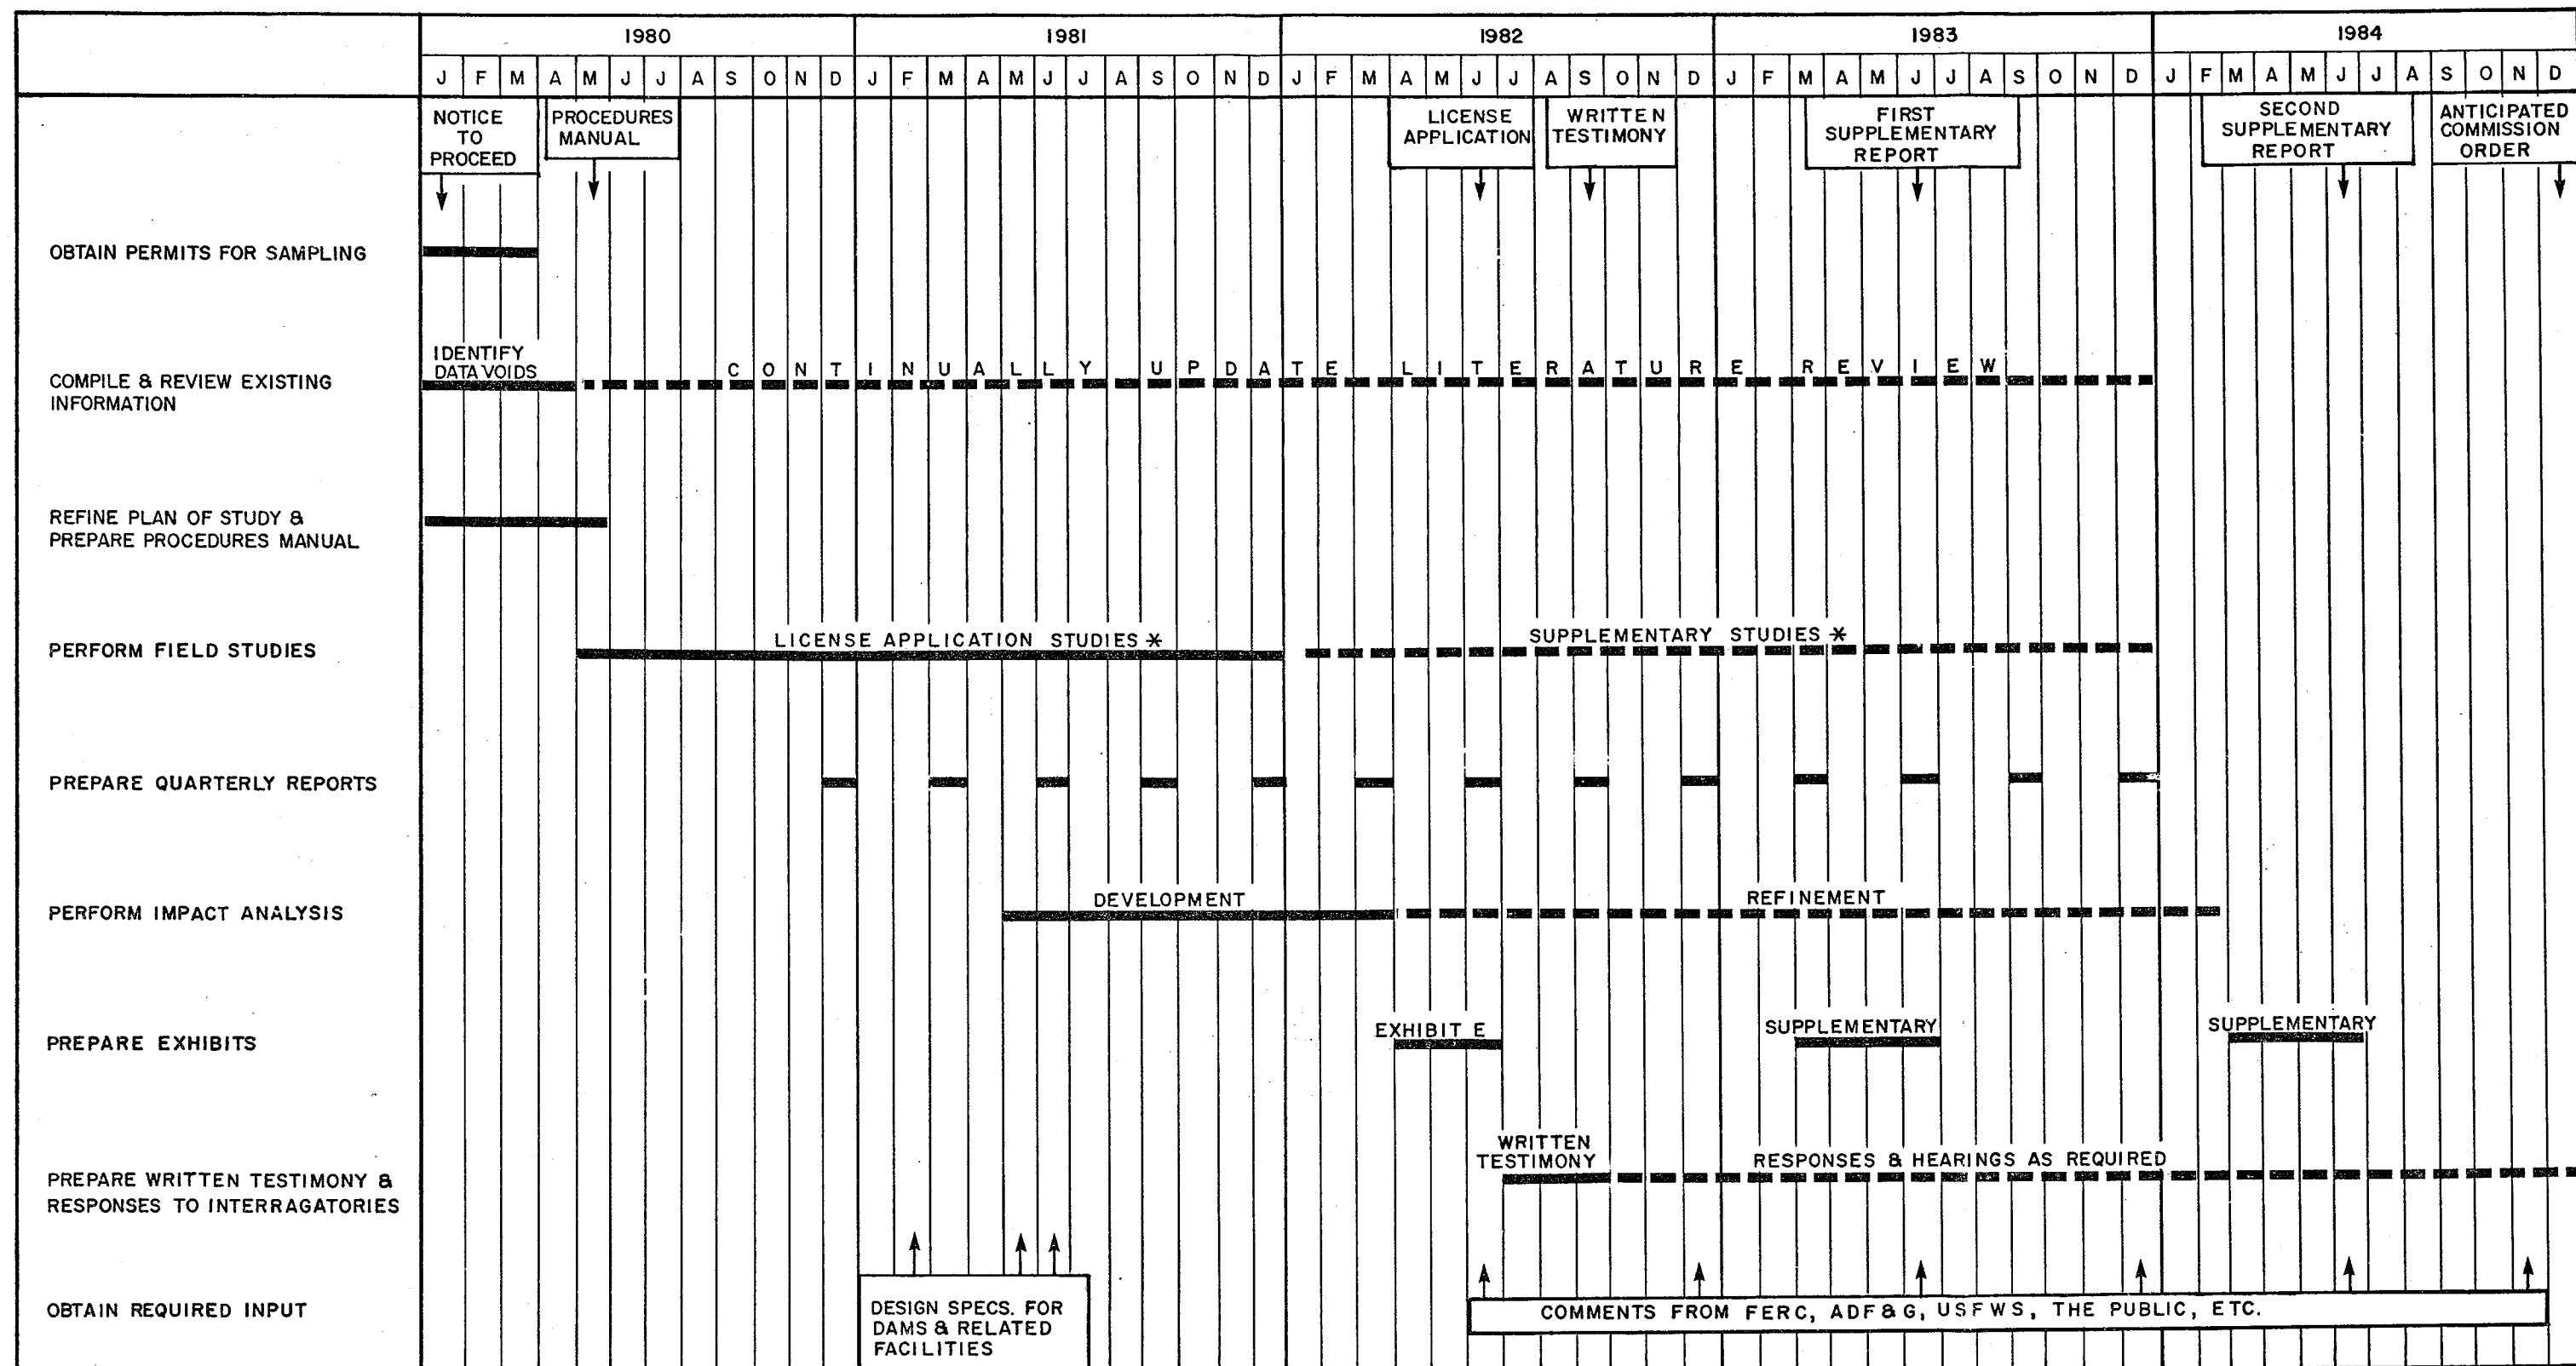 1980 1981 1982 1983 1984
J F M A M J J A S O N D J F M A M J J A S O N D J F M A M J J A S O N D J F M A M J J A S O N D J F M A M J J A S O N D
NOTICE
TO
PROCEED
PROCEDURES
MANUAL
LICENSE
APPLICATION
WRITTEN
TESTIMONY
FIRST
SUPPLEMENTARY
REPORT
SECOND
SUPPLEMENTARY
REPORT
ANTICIPATED
COMMISSION
ORDER
OBTAIN PERMITS FOR SAMPLING
COMPILE & REVIEW EXISTING
INFORMATION
IDENTIFY
DATA VOIDS
CONTINUALLY UPDATE LITERATURE REVIEW
REFINE PLAN OF STUDY &
PREPARE PROCEDURES MANUAL
PERFORM FIELD STUDIES
LICENSE APPLICATION STUDIES *
SUPPLEMENTARY STUDIES *
PREPARE QUARTERLY REPORTS
PERFORM IMPACT ANALYSIS
DEVELOPMENT
REFINEMENT
PREPARE EXHIBITS
EXHIBIT E
SUPPLEMENTARY
SUPPLEMENTARY
PREPARE WRITTEN TESTIMONY &
RESPONSES TO INTERRAGATORIES
WRITTEN
TESTIMONY
RESPONSES & HEARINGS AS REQUIRED
OBTAIN REQUIRED INPUT
DESIGN SPECS. FOR
DAMS & RELATED
FACILITIES
COMMENTS FROM FERC, ADF&G, USFWS, THE PUBLIC, ETC.